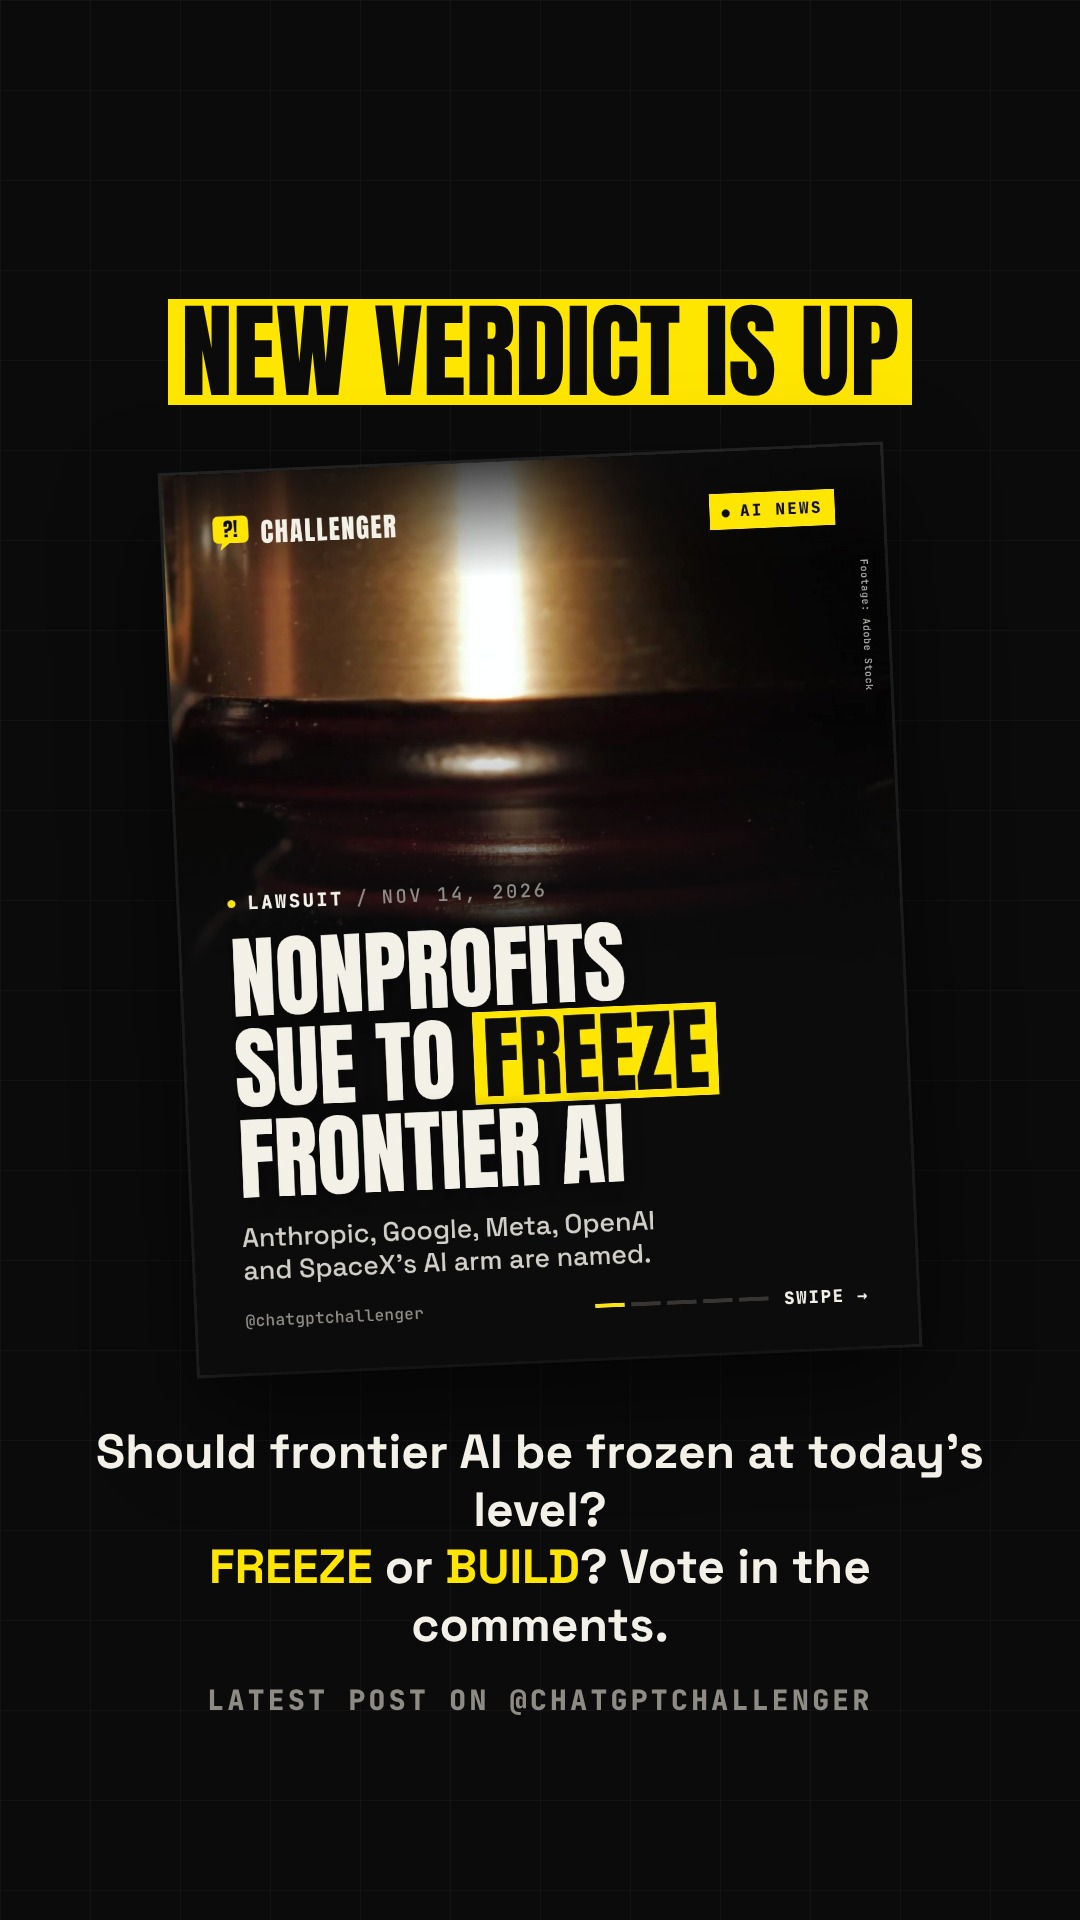 NEW VERDICT IS UP
?! CHALLENGER
• AI NEWS
Footage: Adobe Stock
• LAWSUIT / NOV 14, 2026
NONPROFITS
SUE TO FREEZE
FRONTIER AI
Anthropic, Google, Meta, OpenAI
and SpaceX’s AI arm are named.
@chatgptchallenger
SWIPE →
Should frontier AI be frozen at today’s
level?
FREEZE or BUILD? Vote in the
comments.
LATEST POST ON @CHATGPTCHALLENGER